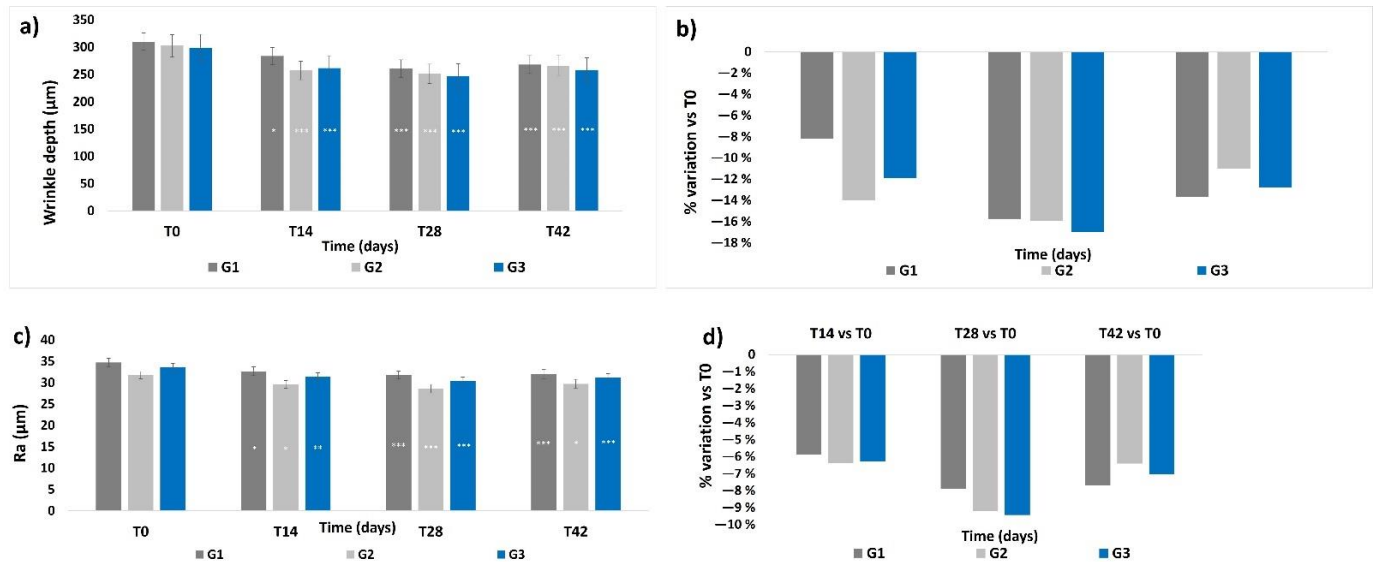 a)
350
300
250
200
150
100
50
0
Wrinkle depth (µm)
* *** ***
*** *** ***
*** *** ***
T0 T14 T28 T42
Time (days)
G1 G2 G3
b)
0
−2 %
−4 %
−6 %
−8 %
−10 %
−12 %
−14 %
−16 %
−18 %
% variation vs T0
Time (days)
G1 G2 G3
c)
40
35
30
25
20
15
10
5
0
Ra (µm)
* * **
*** *** ***
*** * ***
T0 T14 T28 T42
Time (days)
G1 G2 G3
d)
T14 vs T0 T28 vs T0 T42 vs T0
0
−1 %
−2 %
−3 %
−4 %
−5 %
−6 %
−7 %
−8 %
−9 %
−10 %
% variation vs T0
Time (days)
G1 G2 G3